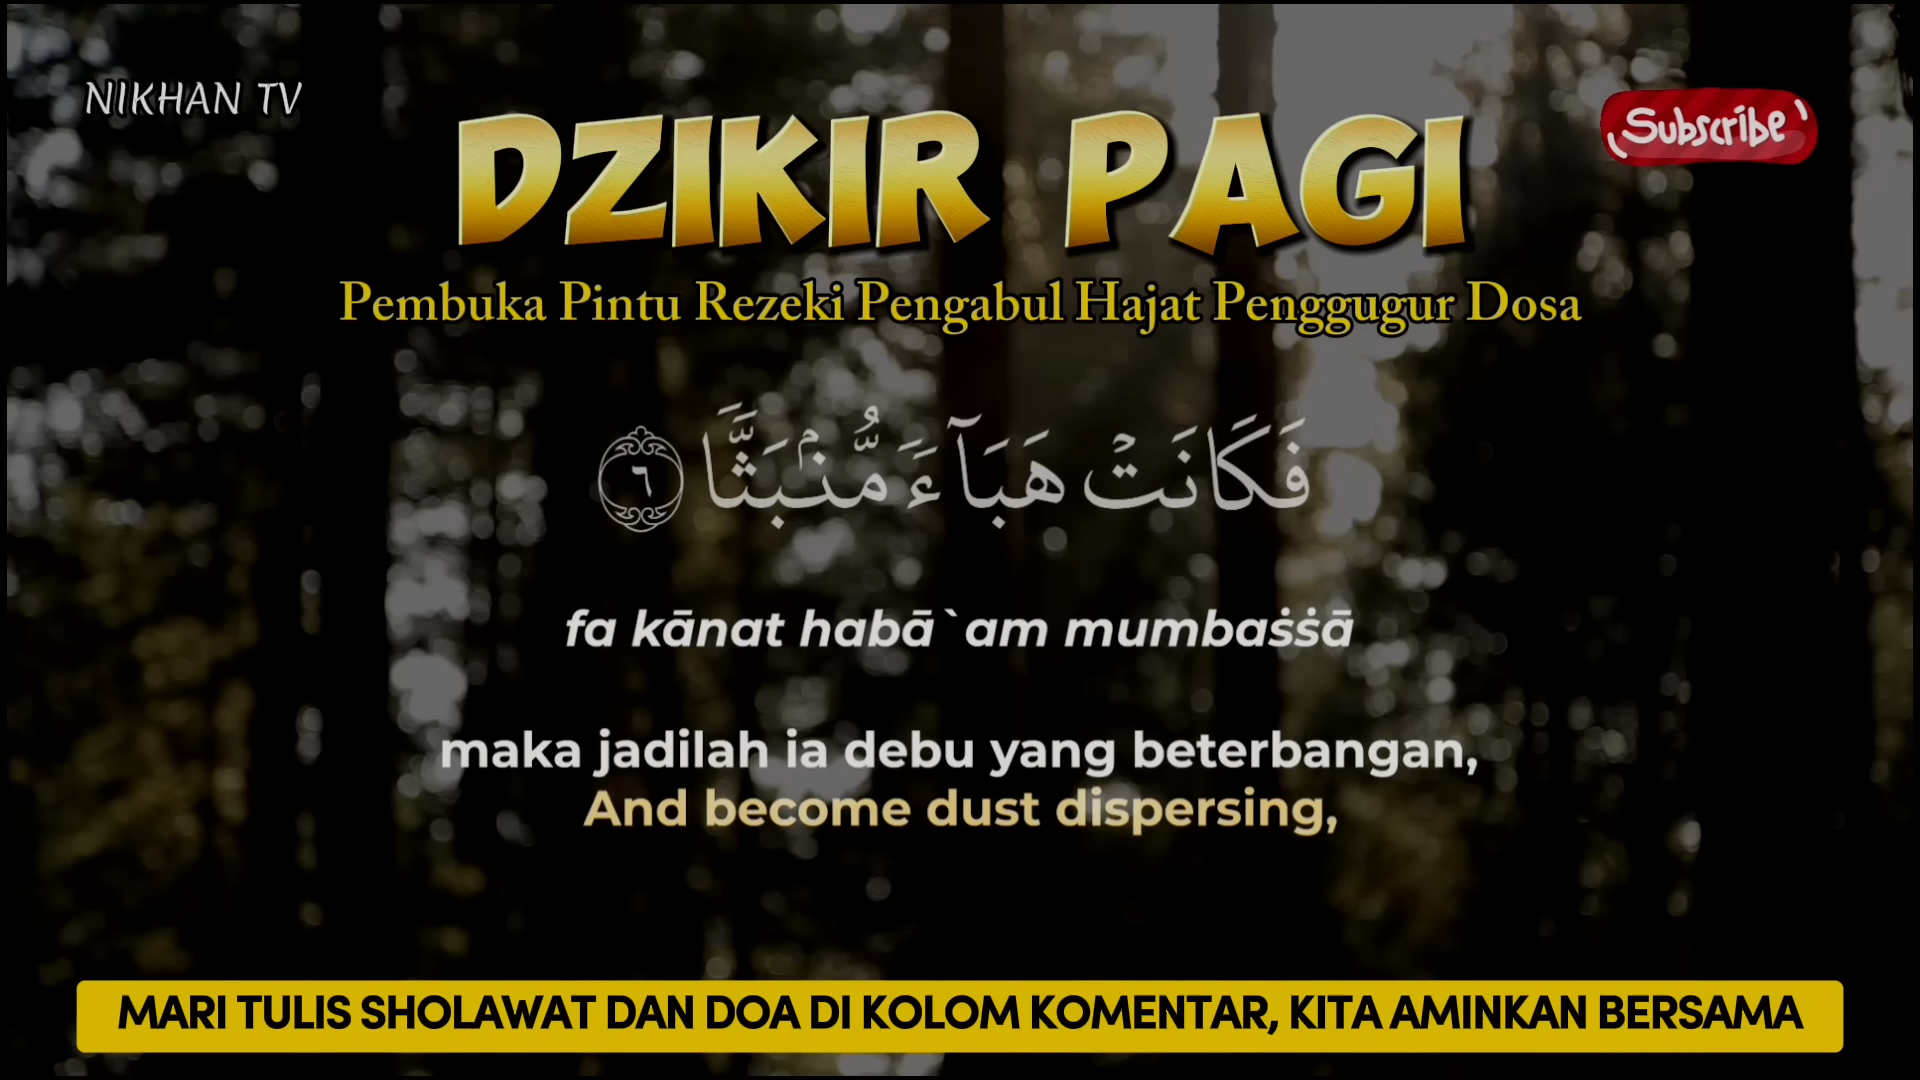 NIKHAN TV
Subscribe
DZIKIR PAGI
Pembuka Pintu Rezeki Pengabul Hajat Penggugur Dosa
فَكَانَتْ هَبَآءً مُّنۢبَثًّا ٦
fa kānat habā`am mumbaṡṡā
maka jadilah ia debu yang beterbangan,
And become dust dispersing,
MARI TULIS SHOLAWAT DAN DOA DI KOLOM KOMENTAR, KITA AMINKAN BERSAMA